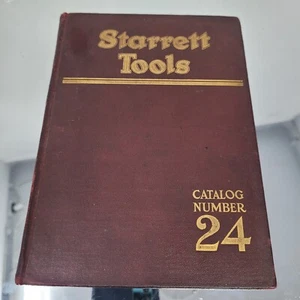 Starrett
Tools
CATALOG
NUMBER
24